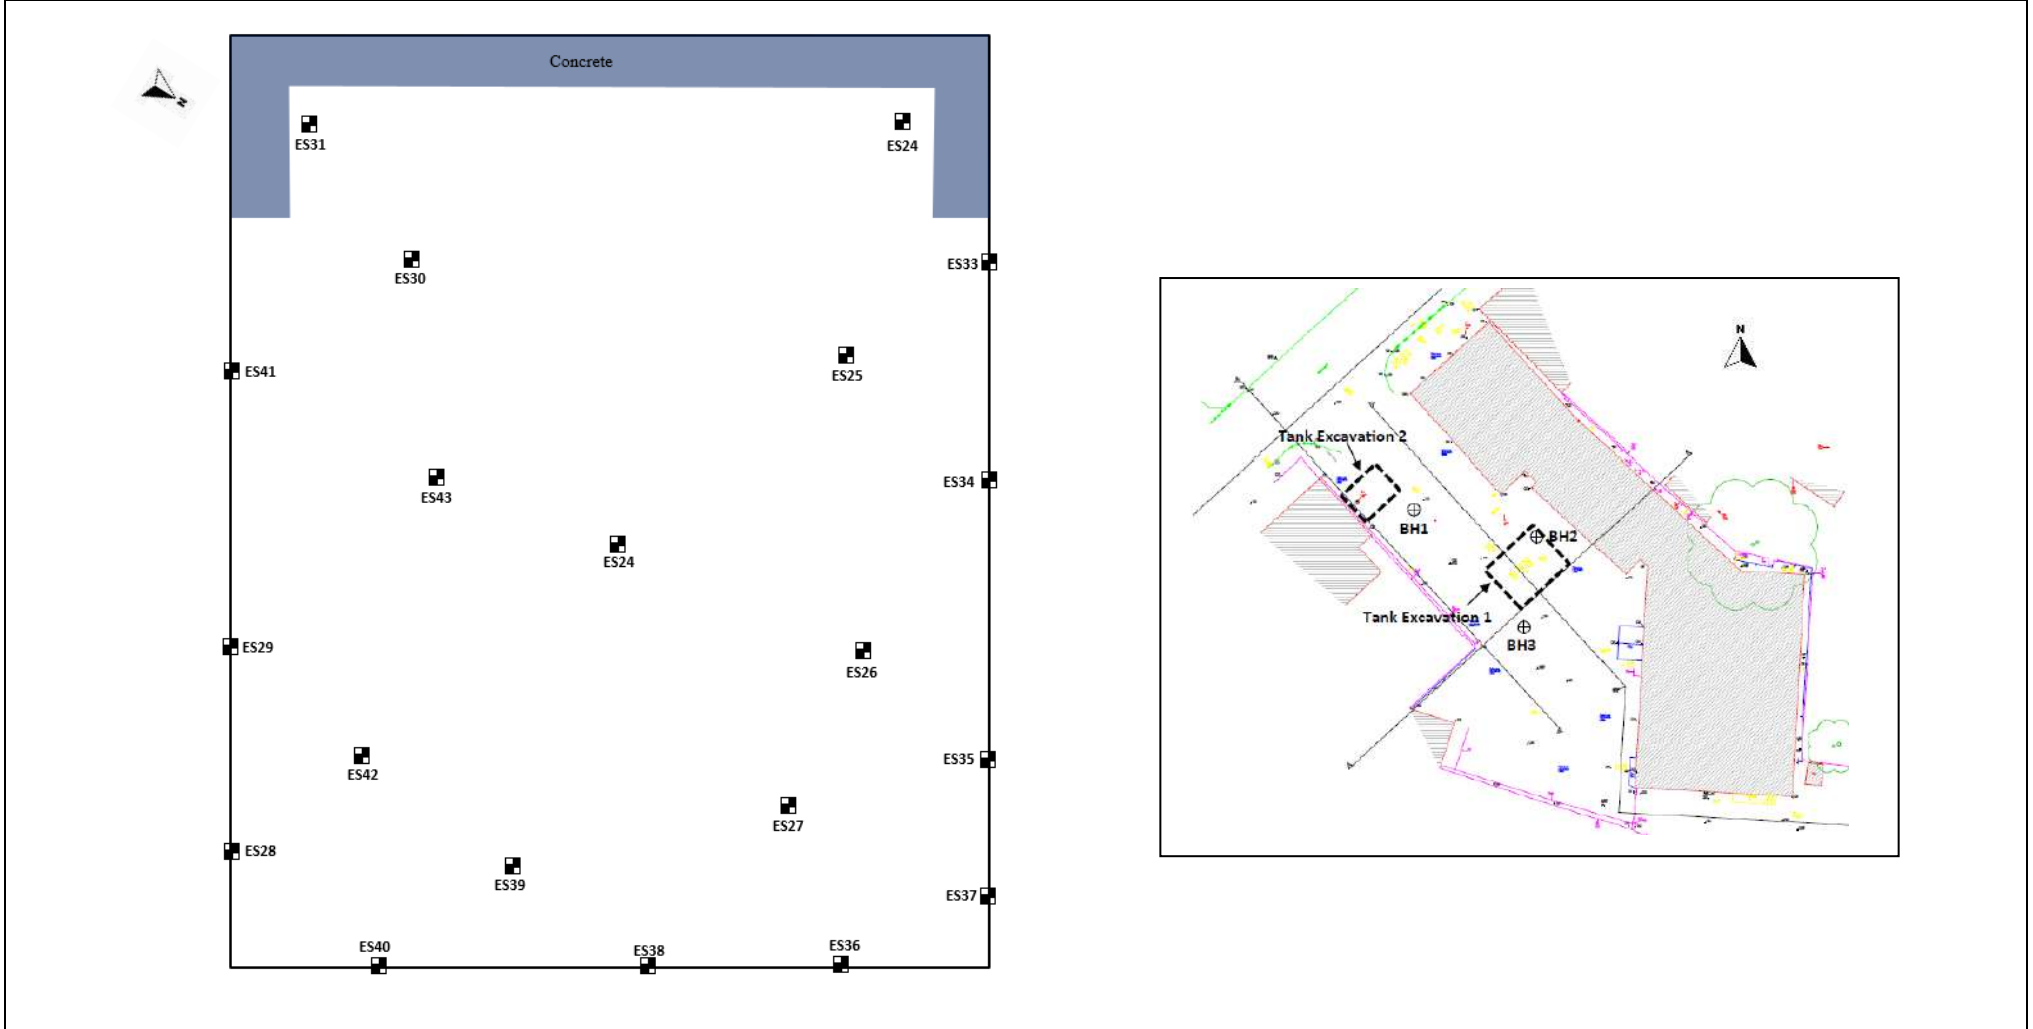 Concrete
N
ES31
ES24
ES30
ES33
ES41
ES25
ES43
ES34
ES24
ES29
ES26
ES42
ES35
ES27
ES28
ES39
ES37
ES40
ES38
ES36
N
Tank Excavation 2
BH1
BH2
Tank Excavation 1
BH3